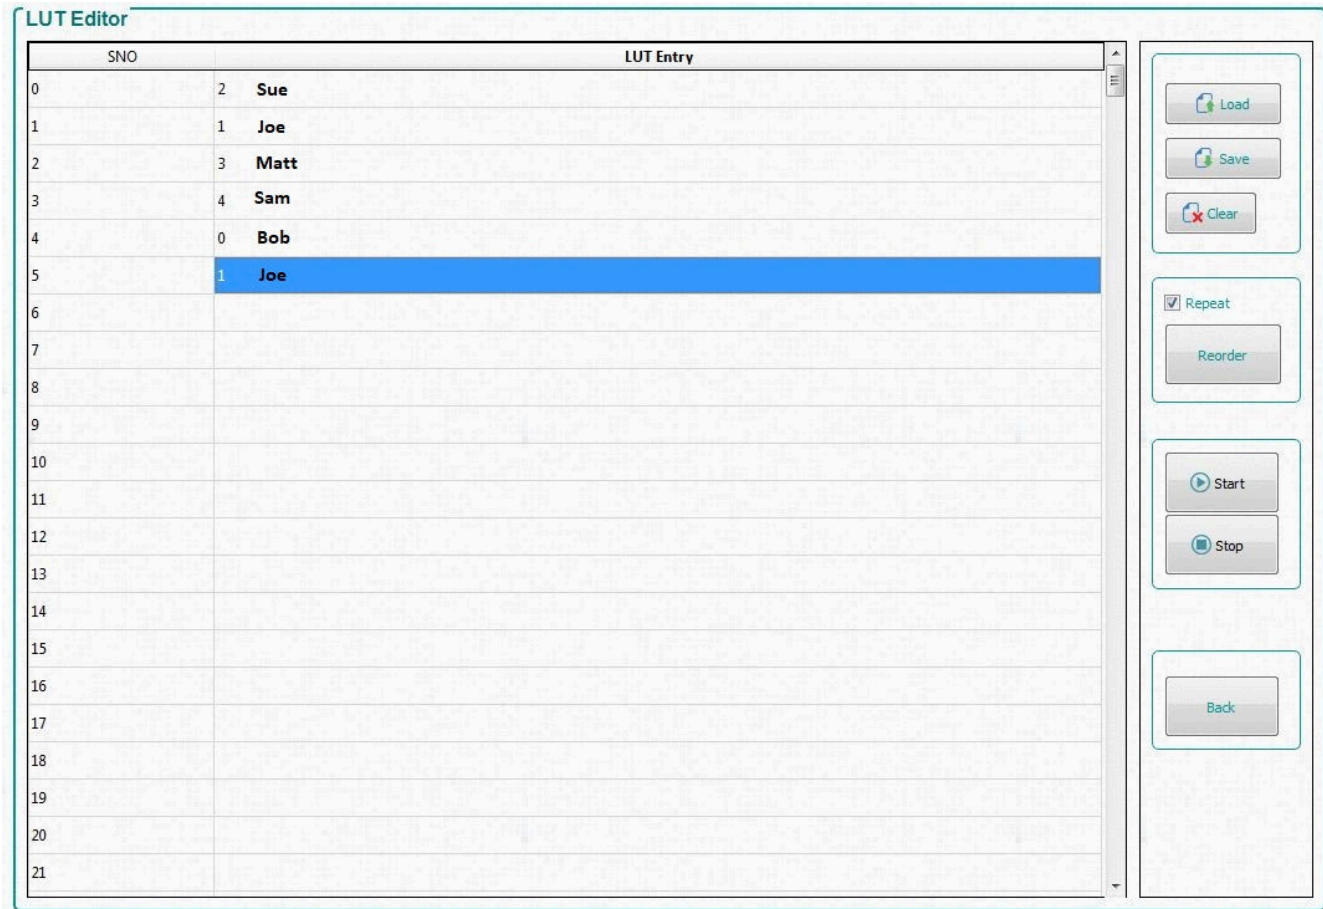 LUT Editor
SNO LUT Entry
0 2 Sue
1 1 Joe
2 3 Matt
3 4 Sam
4 0 Bob
5 1 Joe
6
7
8
9
10
11
12
13
14
15
16
17
18
19
20
21
Load
Save
Clear
Repeat
Reorder
Start
Stop
Back